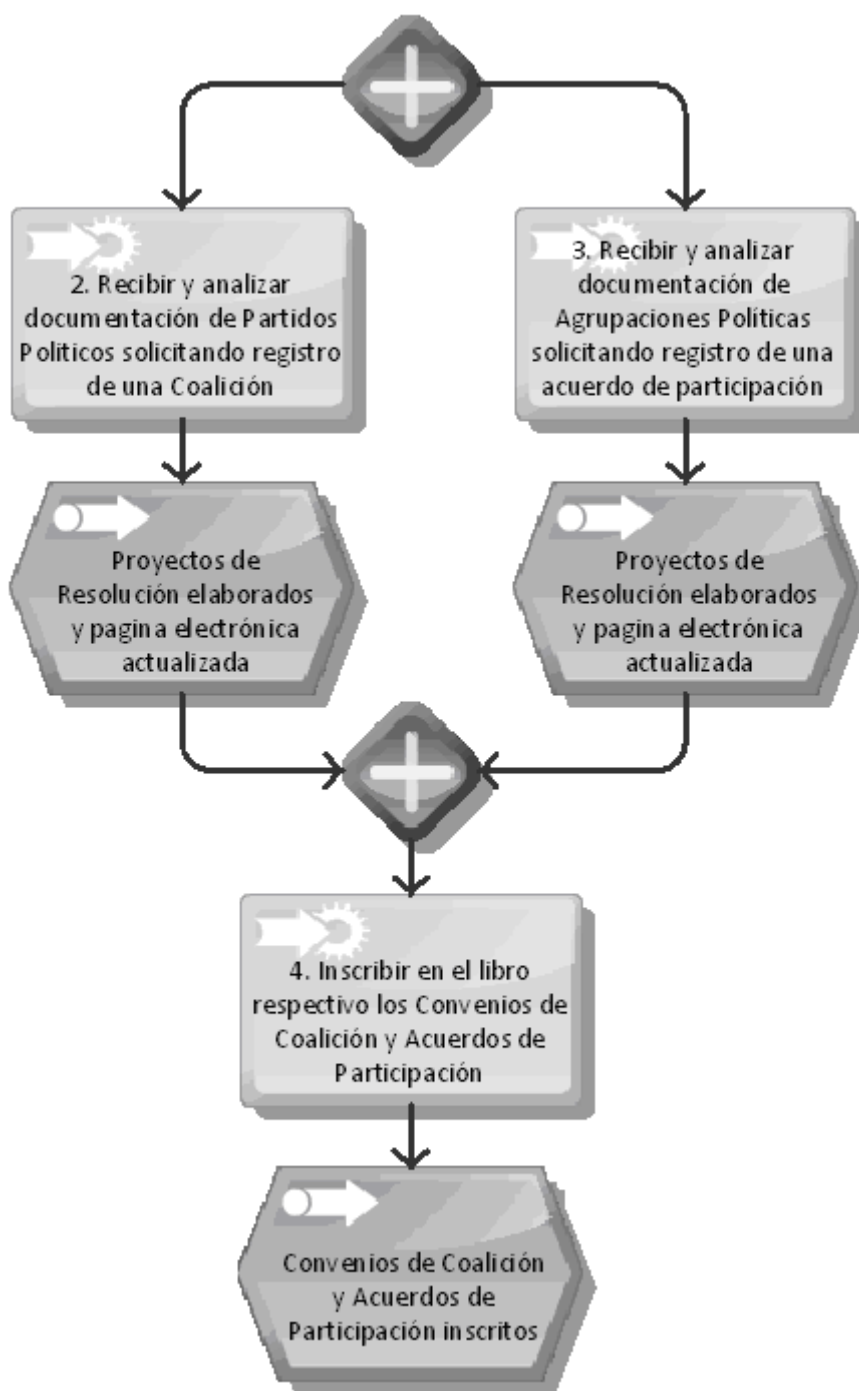 2. Recibir y analizar
documentación de Partidos
Politicos solicitando registro
de una Coalición
3. Recibir y analizar
documentación de
Agrupaciones Políticas
solicitando registro de una
acuerdo de participación
Proyectos de
Resolución elaborados
y pagina electrónica
actualizada
Proyectos de
Resolución elaborados
y pagina electrónica
actualizada
4. Inscribir en el libro
respectivo los Convenios de
Coalición y Acuerdos de
Participación
Convenios de Coalición
y Acuerdos de
Participación inscritos